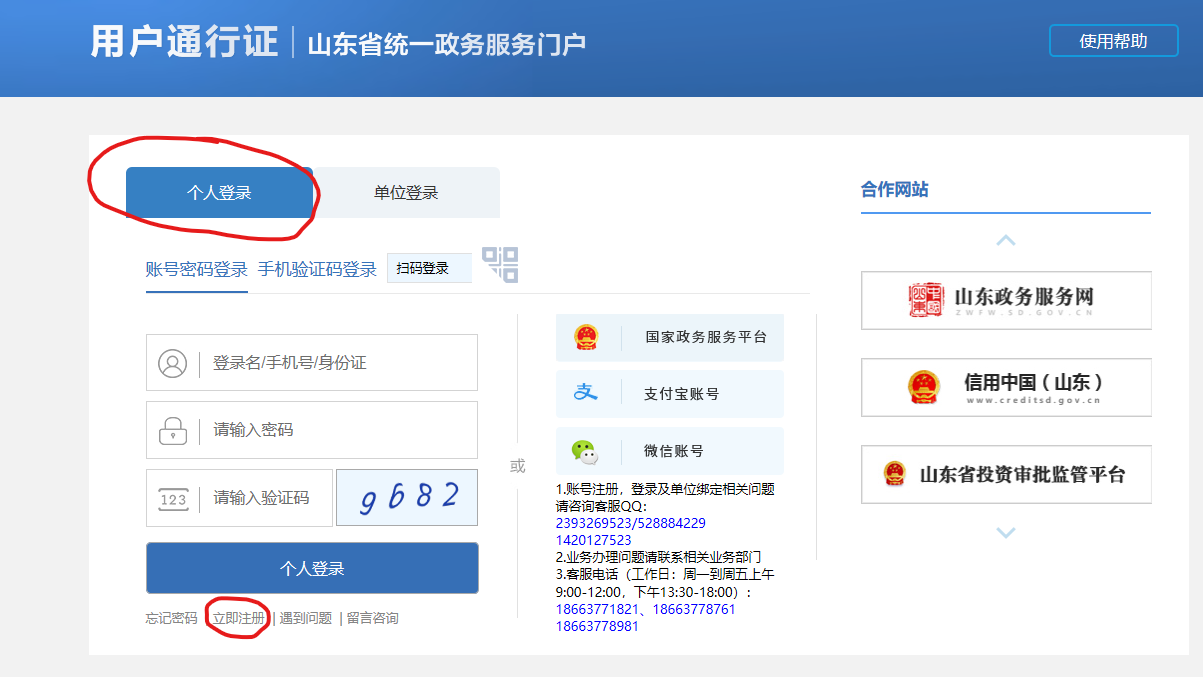 用户通行证
山东省统一政务服务门户
使用帮助
个人登录
单位登录
账号密码登录
手机验证码登录
扫码登录
登录名/手机号/身份证
请输入密码
123
请输入验证码
g682
个人登录
忘记密码
立即注册
|遇到问题
|留言咨询
或
国家政务服务平台
支
支付宝账号
微信账号
1.账号注册，登录及单位绑定相关问题
请咨询客服QQ：
2393269523/528884229
1420127523
2.业务办理问题请联系相关业务部门
3.客服电话（工作日：周一到周五上午
9:00-12:00，下午13:30-18:00）：
18663771821、18663778761
18663778981
合作网站
山东政务服务网
ZWFW.SD.GOV.CN
信用中国（山东）
www.creditsd.gov.cn
山东省投资审批监管平台